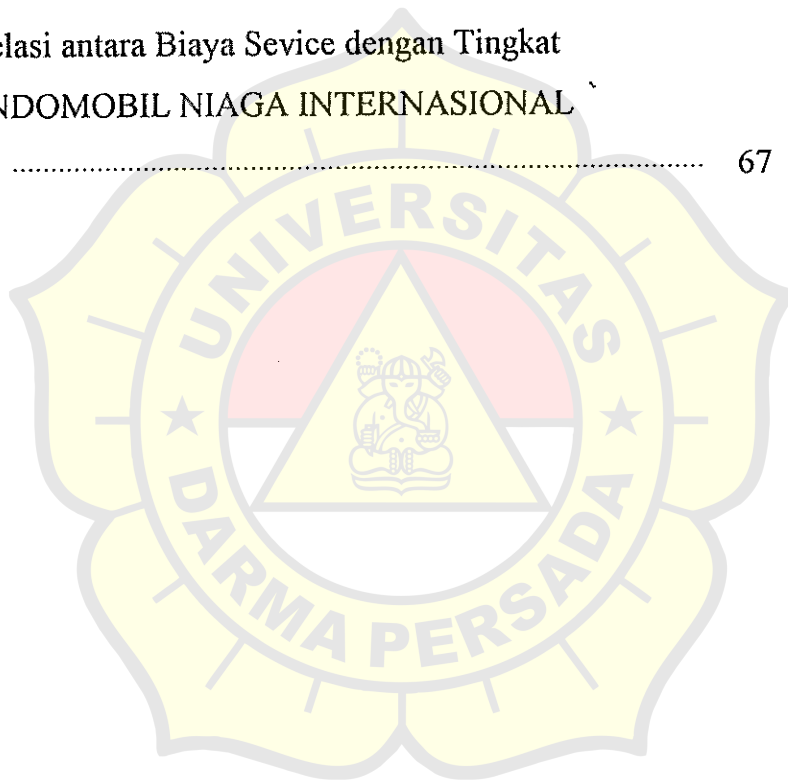 elasi antara Biaya Sevice dengan Tingkat
NDOMOBIL NIAGA INTERNASIONAL
........................................................................................ 67
UNIVERSITAS
DARMA PERSADA